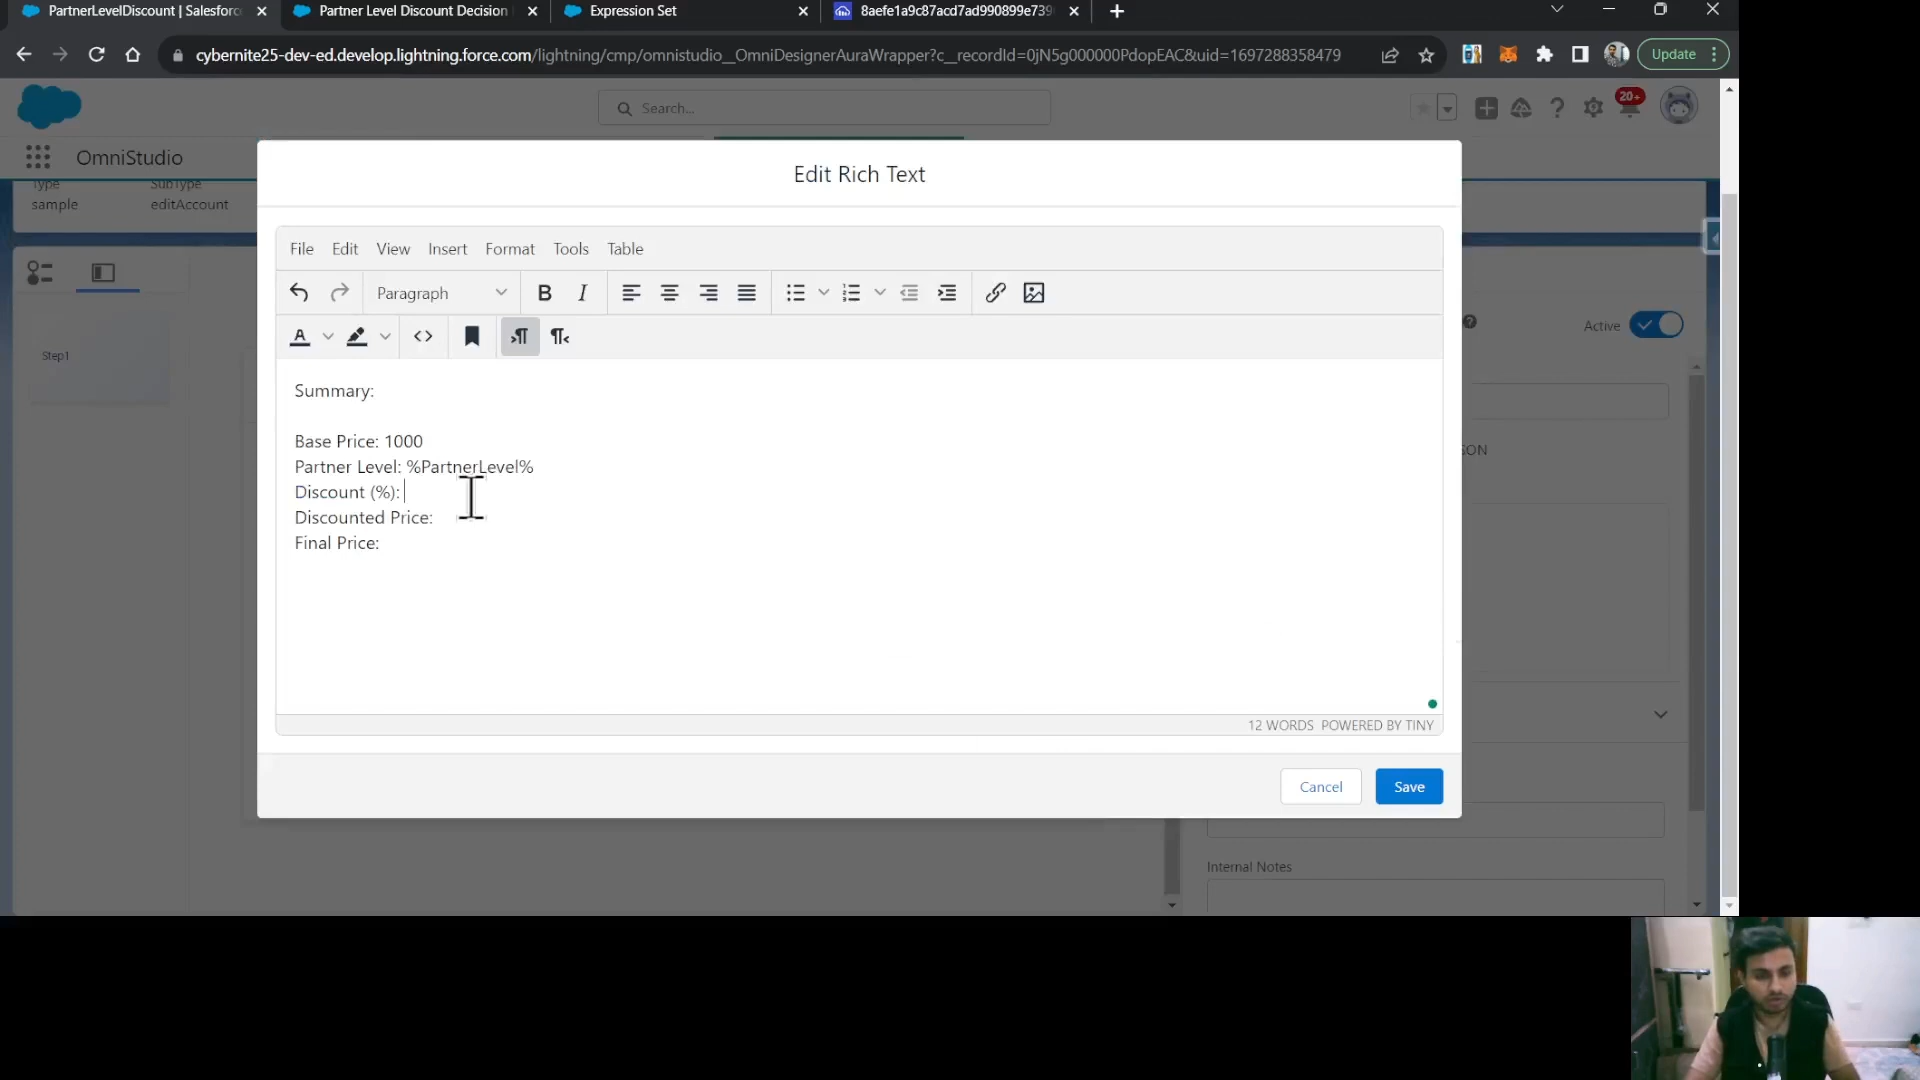 PartnerLevelDiscount | Salesforc
Partner Level Discount Decision
Expression Set
8aefe1a9c87acd7ad990899e739
cybernite25-dev-ed.develop.lightning.force.com/lightning/cmp/omnistudio__OmniDesignerAuraWrapper?c__recordId=0jN5g000000PdopEAC&uid=1697288358479
Update
Search...
20+
OmniStudio
Type
SubType
sample
editAccount
Edit Rich Text
File Edit View Insert Format Tools Table
Paragraph
Step1
Active
Summary:
Base Price: 1000
Partner Level: %PartnerLevel%
Discount (%):
Discounted Price:
Final Price:
SON
12 WORDS POWERED BY TINY
Cancel
Save
Internal Notes